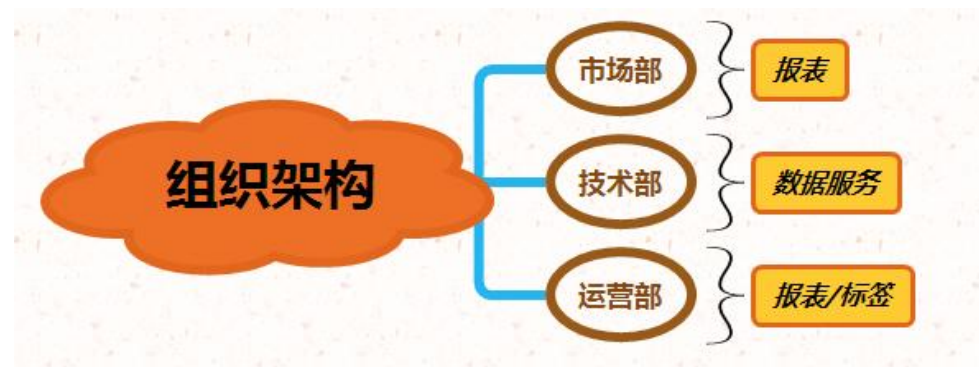 组织架构
市场部
报表
技术部
数据服务
运营部
报表/标签